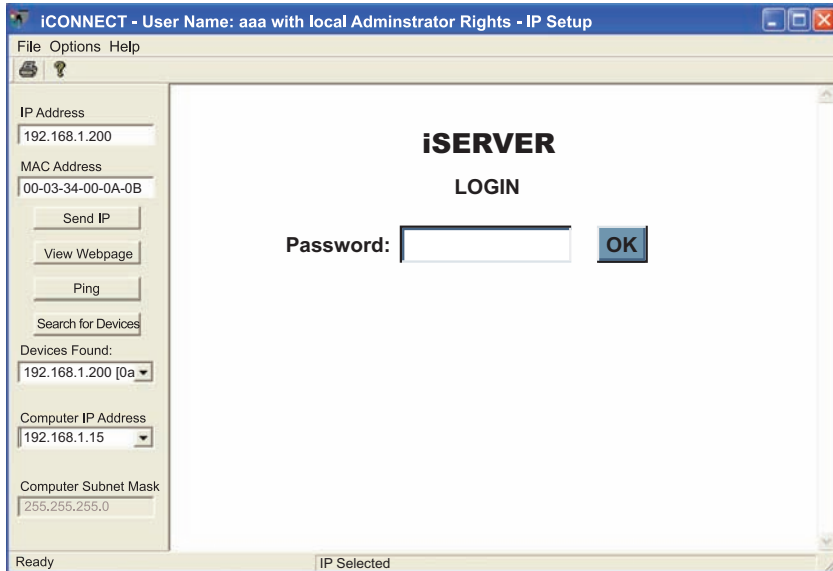 iCONNECT - User Name: aaa with local Adminstrator Rights - IP Setup
File Options Help
IP Address
192.168.1.200
MAC Address
00-03-34-00-0A-0B
Send IP
View Webpage
Ping
Search for Devices
Devices Found:
192.168.1.200 [0a
Computer IP Address
192.168.1.15
Computer Subnet Mask
255.255.255.0
iSERVER
LOGIN
Password:
OK
Ready
IP Selected